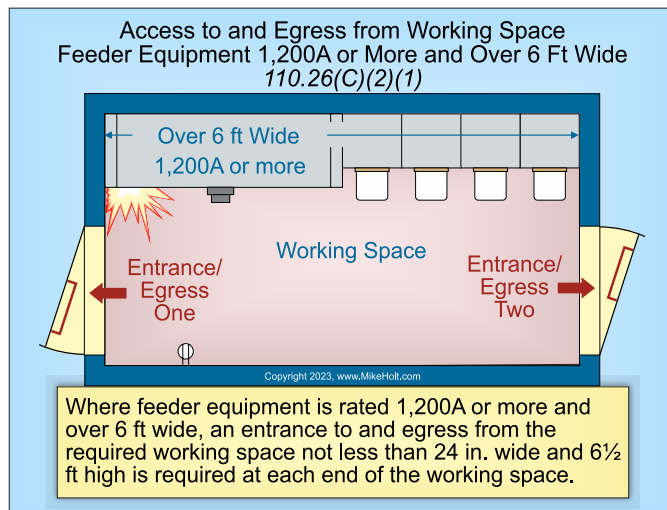 Access to and Egress from Working Space
Feeder Equipment 1,200A or More and Over 6 Ft Wide
110.26(C)(2)(1)
Over 6 ft Wide
1,200A or more
Working Space
Entrance/
Egress
One
Entrance/
Egress
Two
Copyright 2023, www.MikeHolt.com
Where feeder equipment is rated 1,200A or more and
over 6 ft wide, an entrance to and egress from the
required working space not less than 24 in. wide and 6½
ft high is required at each end of the working space.